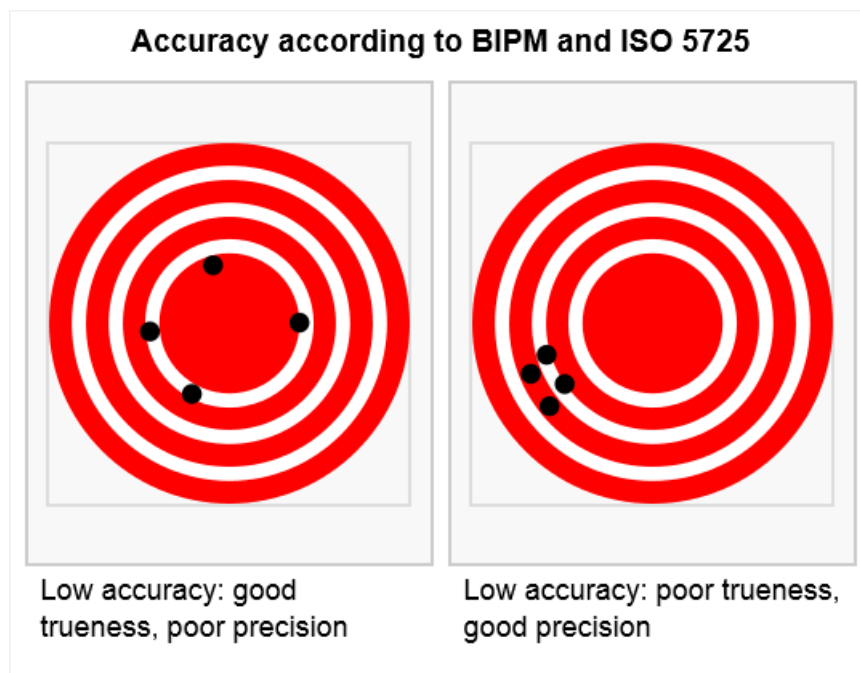 Accuracy according to BIPM and ISO 5725
Low accuracy: good
trueness, poor precision
Low accuracy: poor trueness,
good precision